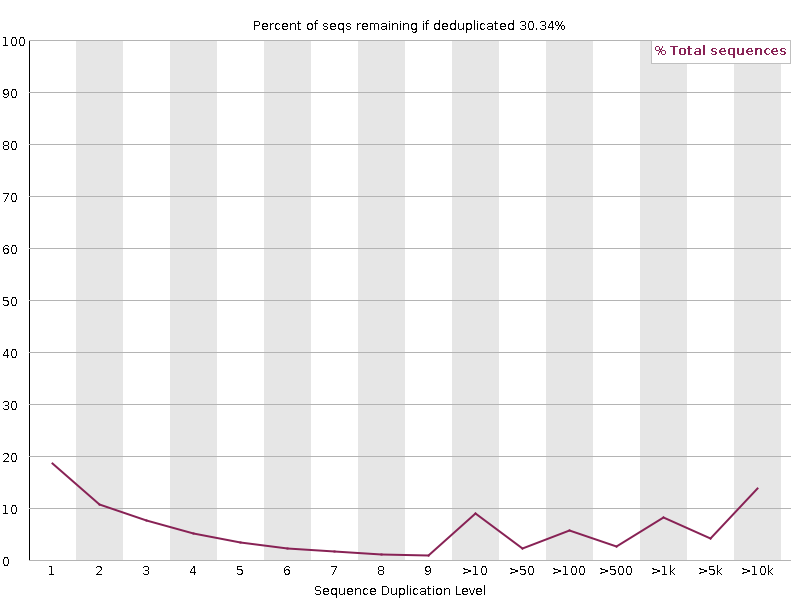 Percent of seqs remaining if deduplicated 30.34%
% Total sequences
100
90
80
70
60
50
40
30
20
10
0
1 2 3 4 5 6 7 8 9 >10 >50 >100 >500 >1k >5k >10k
Sequence Duplication Level